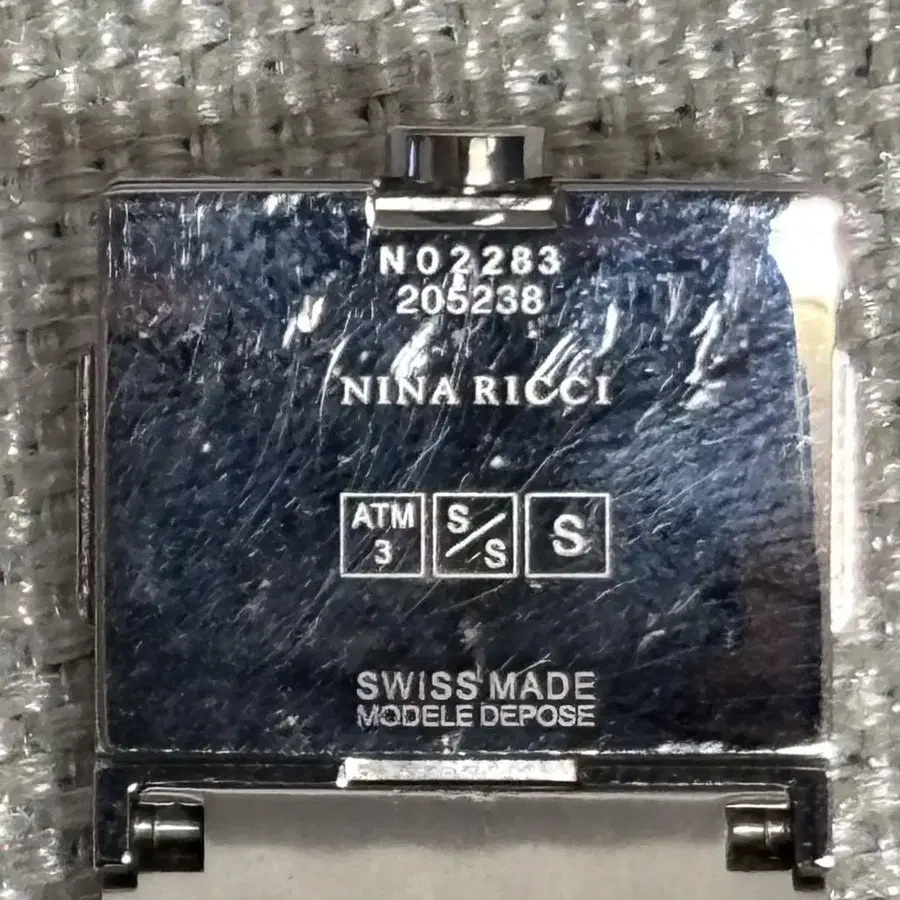 N02283
205238
NINA RICCI
ATM
3
S/S
S
SWISS MADE
MODELE DEPOSE